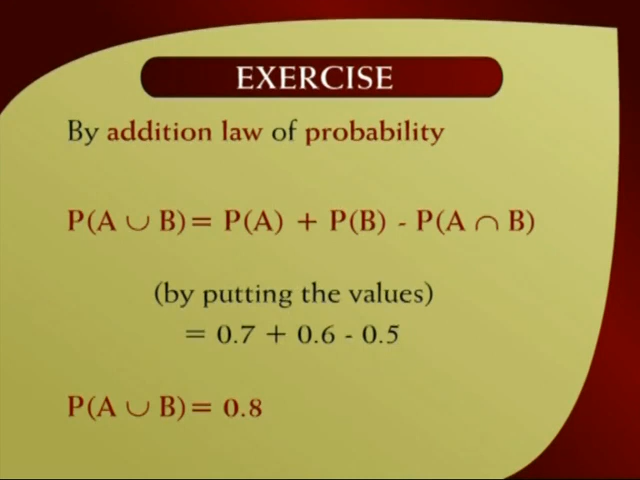 EXERCISE
By addition law of probability
P(A ∪ B)= P(A) + P(B) - P(A ∩ B)
(by putting the values)
= 0.7 + 0.6 - 0.5
P(A ∪ B)= 0.8